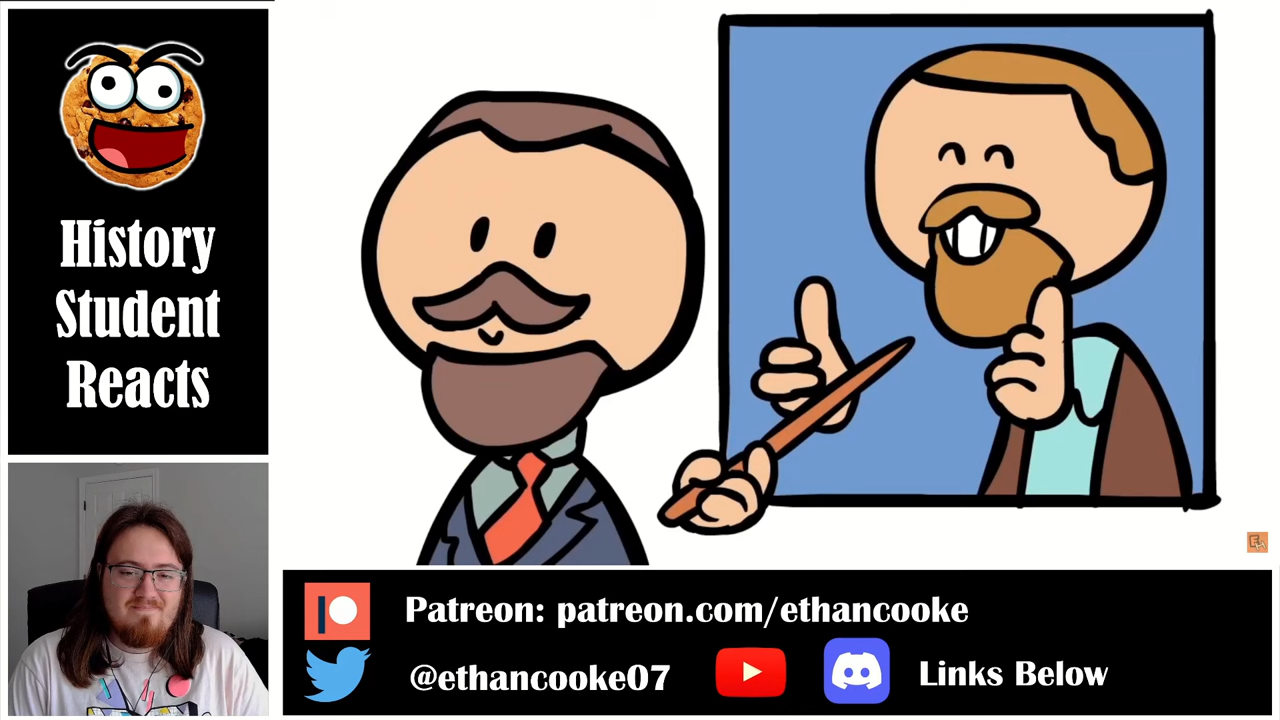 History
Student
Reacts
Patreon: patreon.com/ethancooke
@ethancooke07
Links Below